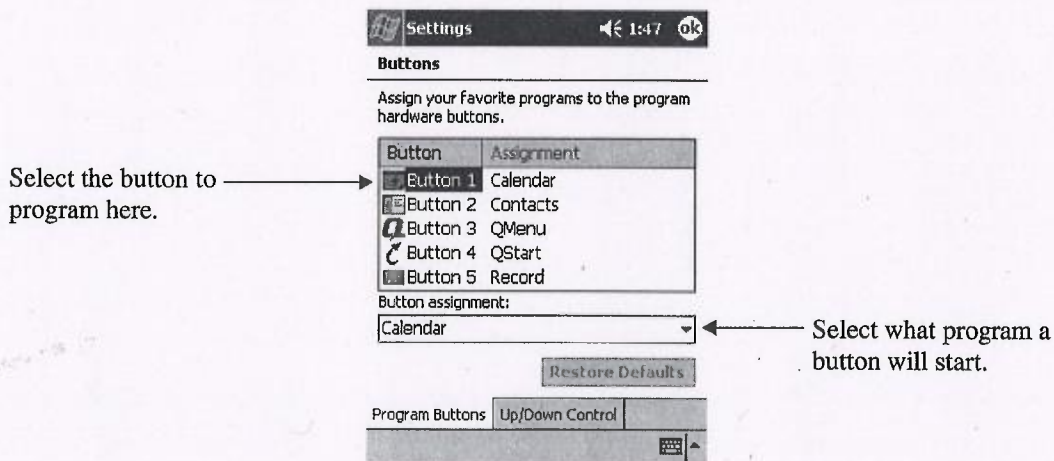 Settings 1:47 ok
Buttons
Assign your favorite programs to the program
hardware buttons.
Button Assignment
Button 1 Calendar
Button 2 Contacts
Button 3 QMenu
Button 4 QStart
Button 5 Record
Button assignment:
Calendar
Restore Defaults
Program Buttons Up/Down Control
Select the button to
program here.
Select what program a
button will start.